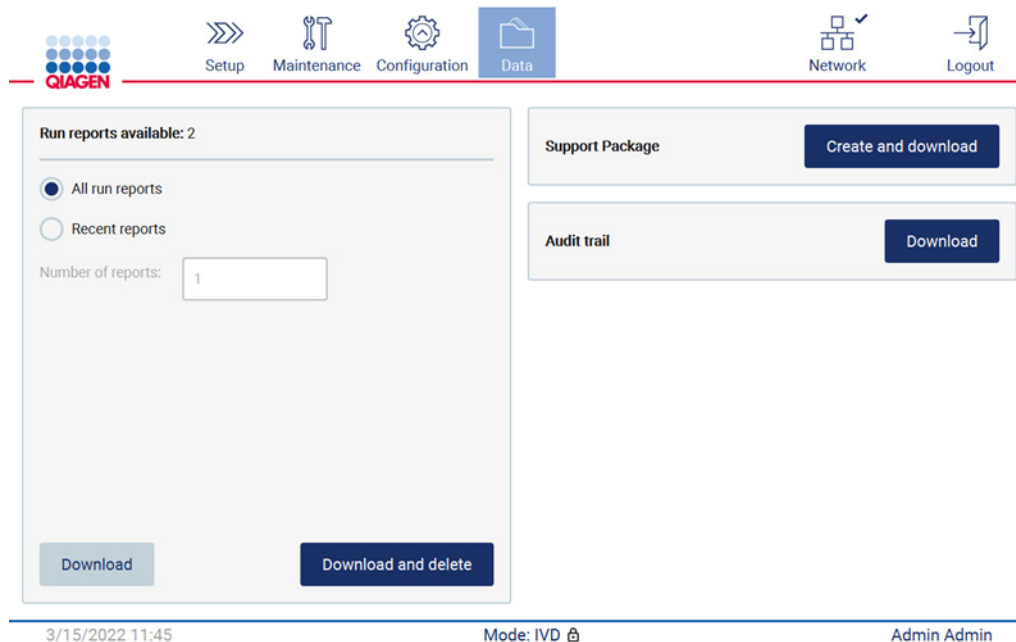 QIAGEN
Setup
Maintenance
Configuration
Data
Network
Logout
Run reports available: 2
All run reports
Recent reports
Number of reports: 1
Download
Download and delete
Support Package
Create and download
Audit trail
Download
3/15/2022 11:45
Mode: IVD
Admin Admin